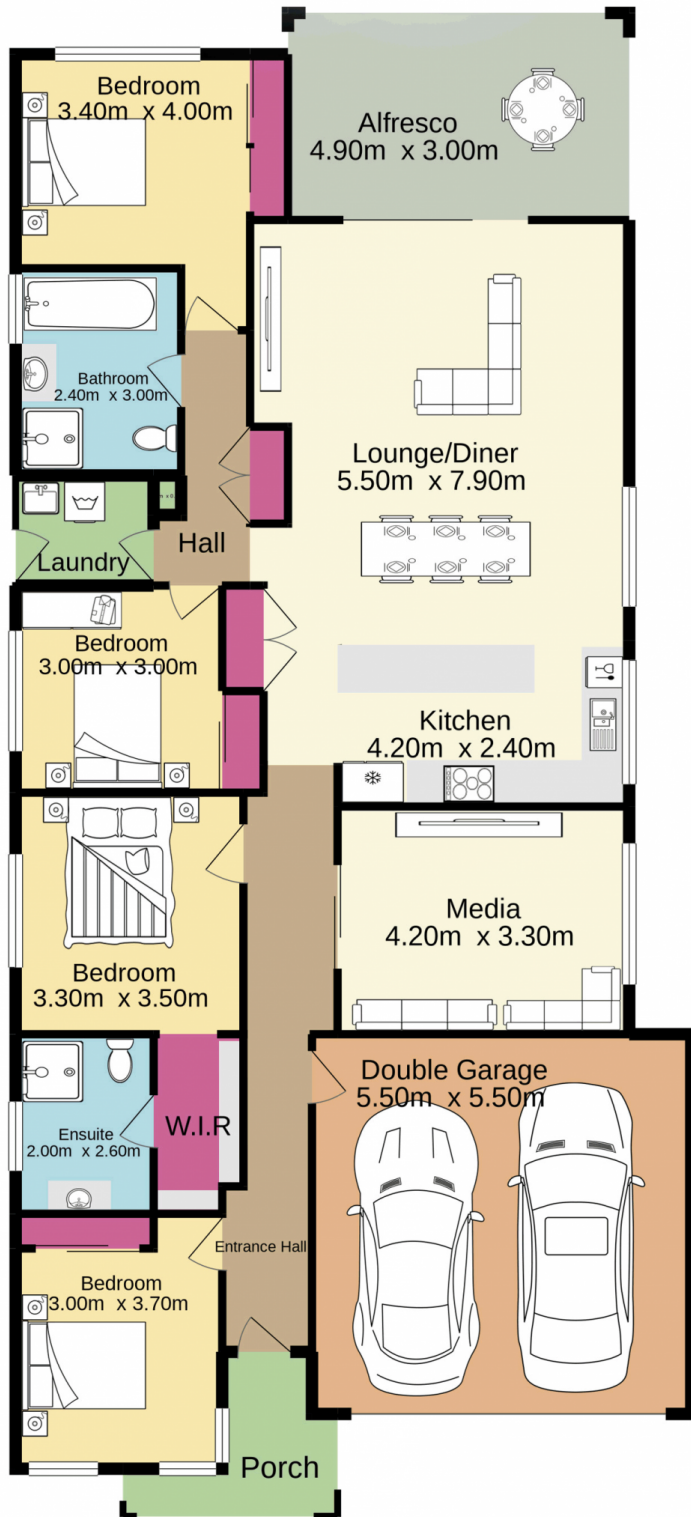 Bedroom
3.40m x 4.00m
Alfresco
4.90m x 3.00m
Bathroom
2.40m x 3.00m
Lounge/Diner
5.50m x 7.90m
Hall
Laundry
Bedroom
3.00m x 3.00m
Kitchen
4.20m x 2.40m
Media
4.20m x 3.30m
Bedroom
3.30m x 3.50m
Double Garage
5.50m x 5.50m
W.I.R
Ensuite
2.00m x 2.60m
Entrance Hall
Bedroom
3.00m x 3.70m
Porch